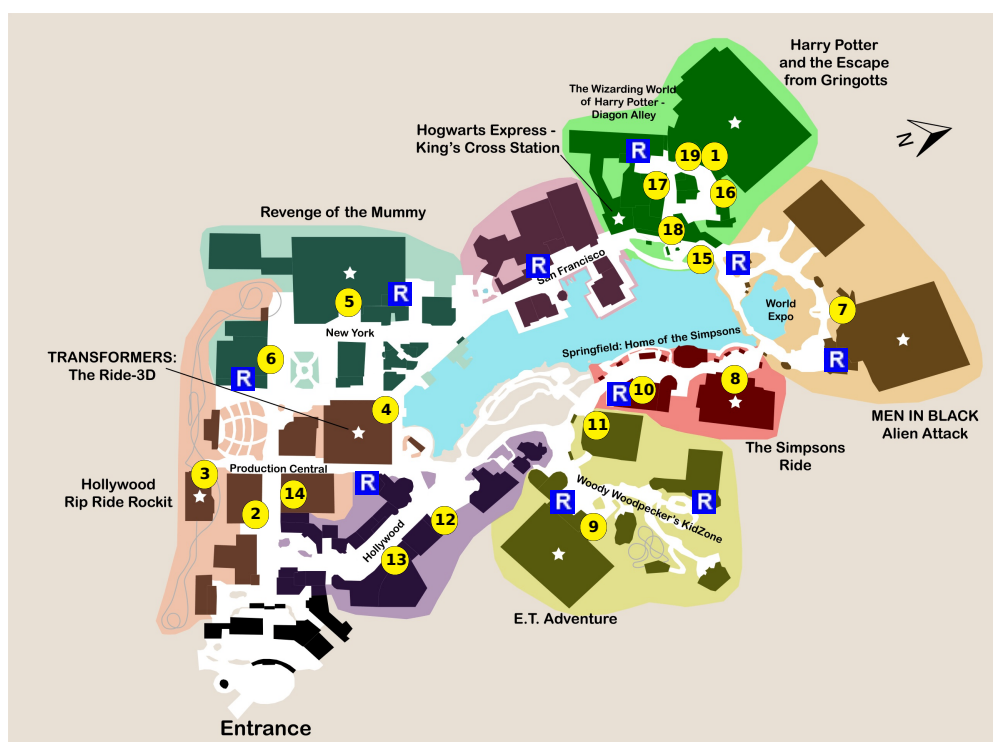 Harry Potter
and the Escape
from Gringotts
The Wizarding World
of Harry Potter -
Diagon Alley
Hogwarts Express -
King's Cross Station
N
R
19
1
17
16
18
15
R
Revenge of the Mummy
R
San Francisco
5
R
New York
World
Expo
7
R
Springfield: Home of the Simpsons
TRANSFORMERS:
The Ride-3D
6
R
4
8
R
10
11
MEN IN BLACK
Alien Attack
The Simpsons
Ride
Production Central
3
Hollywood
Rip Ride Rockit
2
14
R
12
Hollywood
13
Woody Woodpecker's KidZone
R
R
9
E.T. Adventure
Entrance